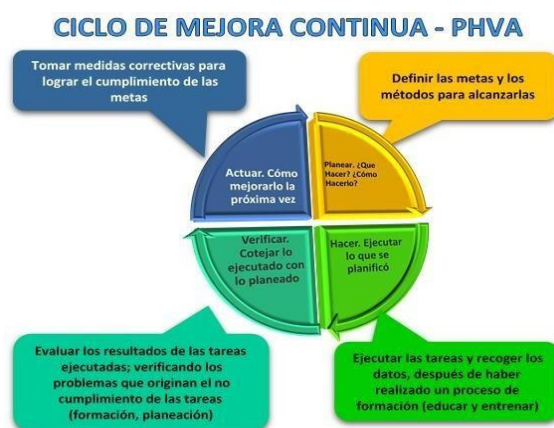 CICLO DE MEJORA CONTINUA - PHVA
Tomar medidas correctivas para
lograr el cumplimiento de las
metas
Definir las metas y los
métodos para alcanzarlas
Actuar. Cómo
mejorarlo la
próxima vez
Planear. ¿Que
Hacer? ¿Cómo
Hacerlo?
Verificar.
Cotejar lo
ejecutado con
lo planeado
Hacer. Ejecutar
lo que se
planificó
Evaluar los resultados de las tareas
ejecutadas; verificando los
problemas que originan el no
cumplimiento de las tareas
(formación, planeación)
Ejecutar las tareas y recoger los
datos, después de haber
realizado un proceso de
formación (educar y entrenar)